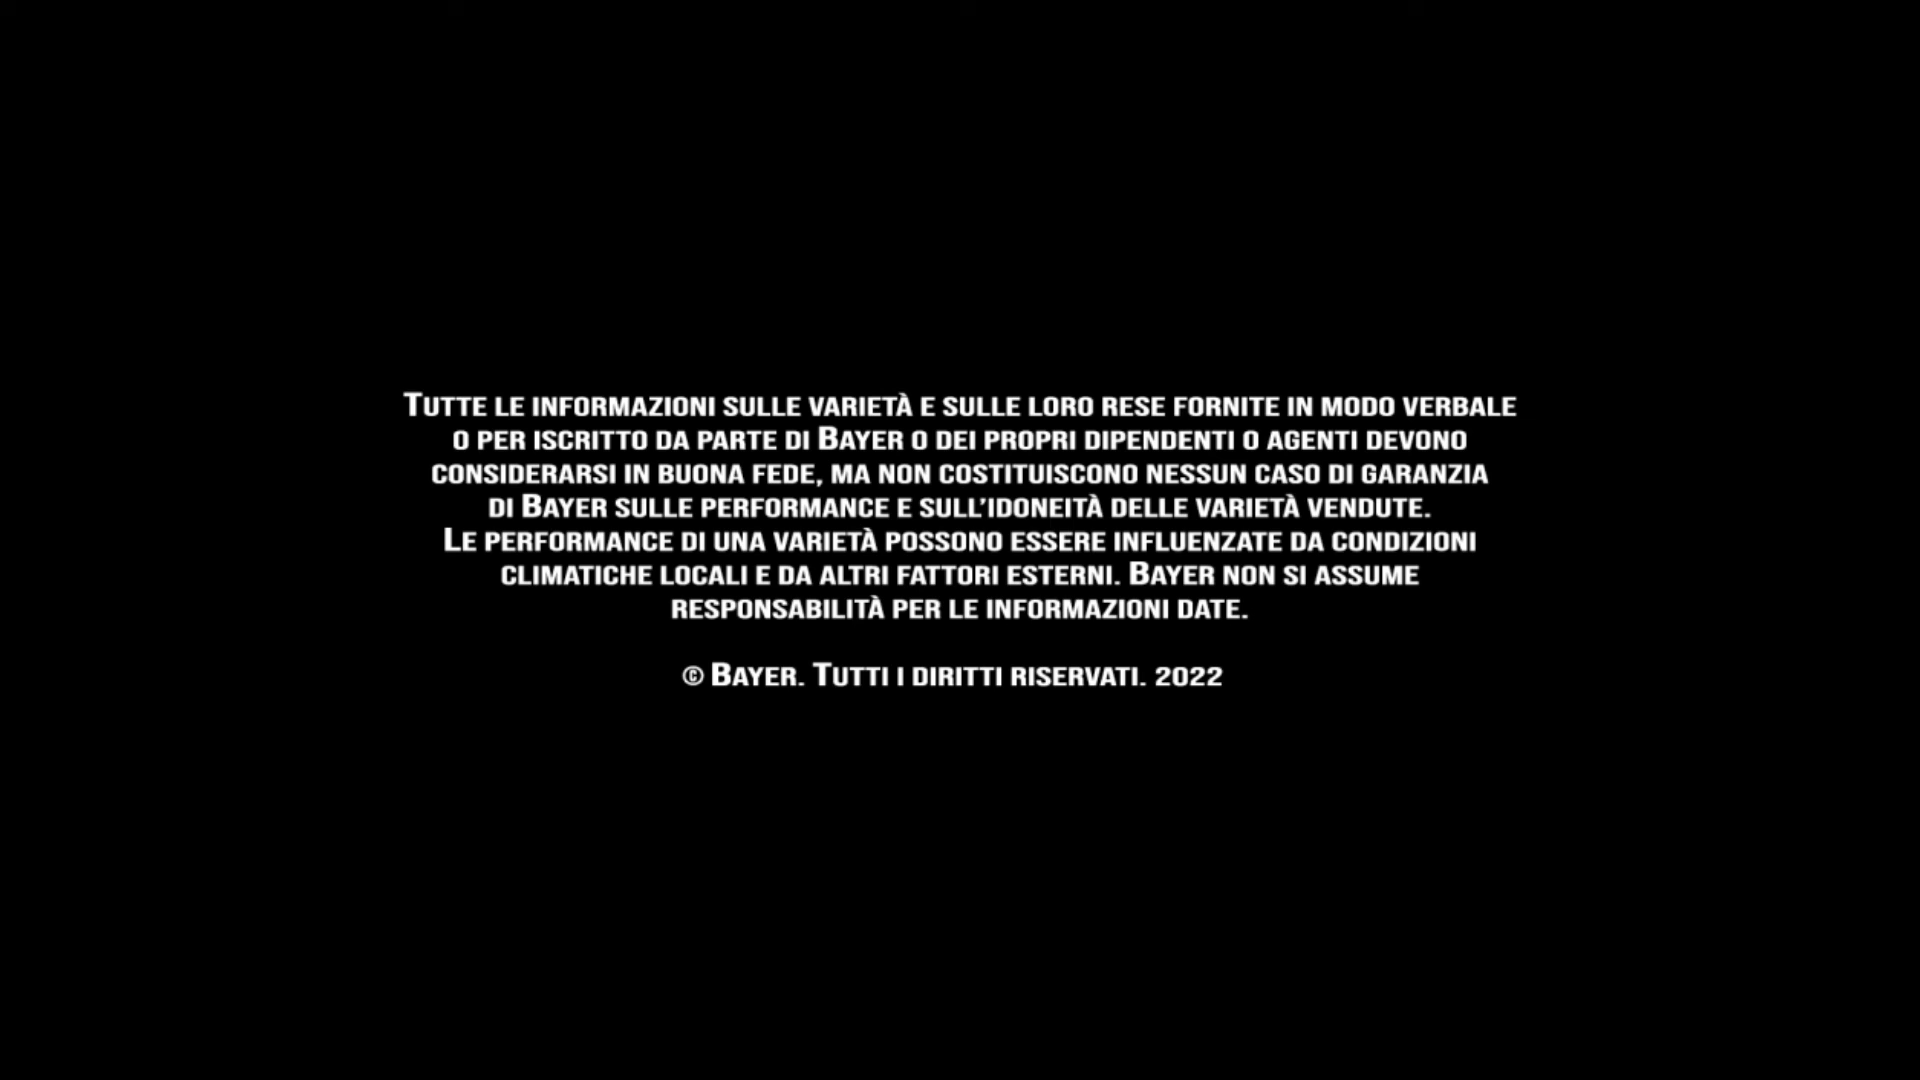 Tutte le informazioni sulle varietà e sulle loro rese fornite in modo verbale
o per iscritto da parte di Bayer o dei propri dipendenti o agenti devono
considerarsi in buona fede, ma non costituiscono nessun caso di garanzia
di Bayer sulle performance e sull’idoneità delle varietà vendute.
Le performance di una varietà possono essere influenzate da condizioni
climatiche locali e da altri fattori esterni. Bayer non si assume
responsabilità per le informazioni date.
© Bayer. Tutti i diritti riservati. 2022